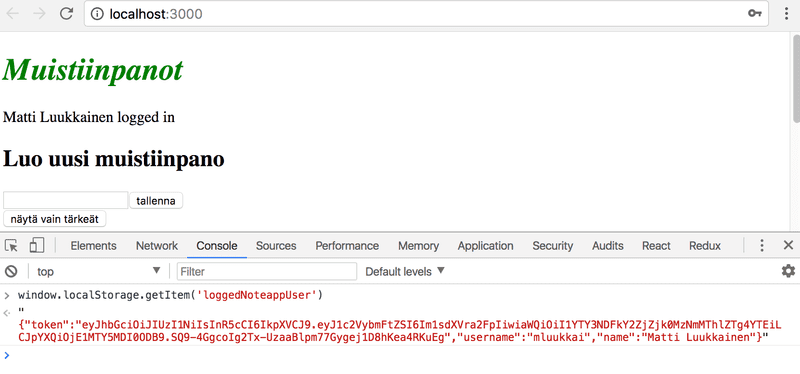 localhost:3000
Muistiinpanot
Matti Luukkainen logged in
Luo uusi muistiinpano
tallenna
näytä vain tärkeät
Elements Network Console Sources Performance Memory Application Security Audits React Redux
top Filter Default levels
> window.localStorage.getItem('loggedNoteappUser')
"
{"token":"eyJhbGciOiJIUzI1NiIsInR5cCI6IkpXVCJ9.eyJ1c2VybmFtZSI6Im1sdXVra2FpIiwiaWQiOiI1YTY3NDFkY2ZjZjk0MzNmMThlZTg4YTEiL
CJpYXQiOjE1MTY5MDI0ODB9.SQ9-4GgcoIg2Tx-UzaaBlpm77Gygej1D8hKea4RKuEg","username":"mluukkai","name":"Matti Luukkainen"}"
>